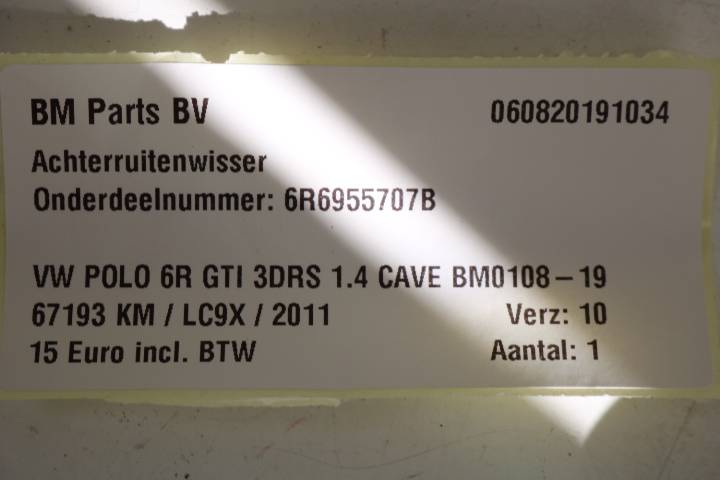 BM Parts BV 060820191034
Achterruitenwisser
Onderdeelnummer: 6R6955707B
VW POLO 6R GTI 3DRS 1.4 CAVE BM0108-19
67193 KM / LC9X / 2011 Verz: 10
15 Euro incl. BTW Aantal: 1